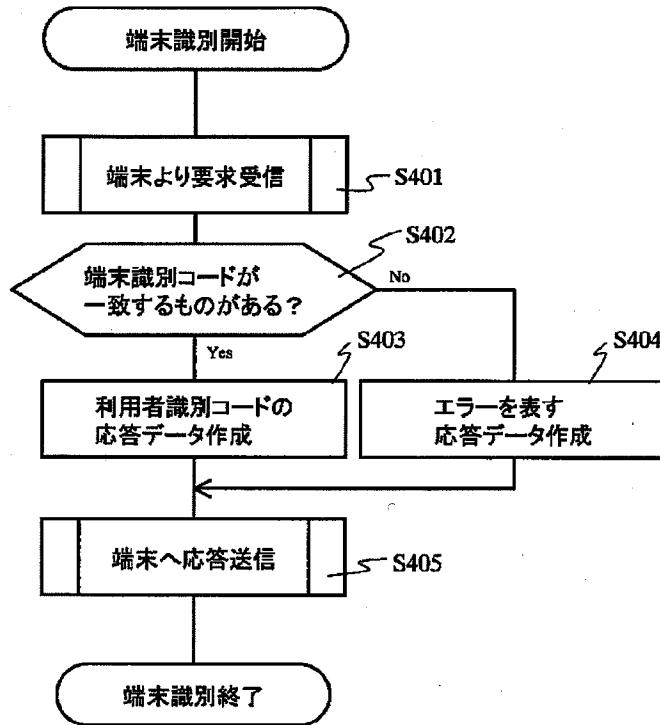 端末識別開始
端末より要求受信
S401
S402
端末識別コードが
一致するものがある?
No
Yes
S403
S404
利用者識別コードの
応答データ作成
エラーを表す
応答データ作成
端末へ応答送信
S405
端末識別終了